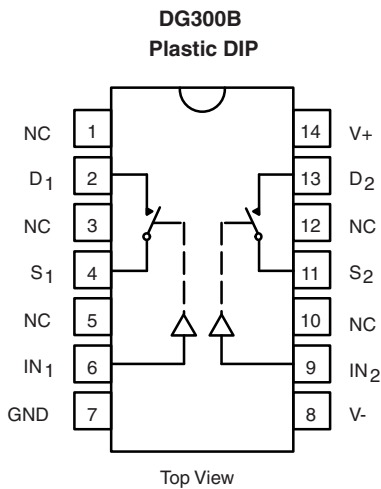 DG300B
Plastic DIP
NC 1 14 V+
D1 2 13 D2
NC 3 12 NC
S1 4 11 S2
NC 5 10 NC
IN1 6 9 IN2
GND 7 8 V-
Top View